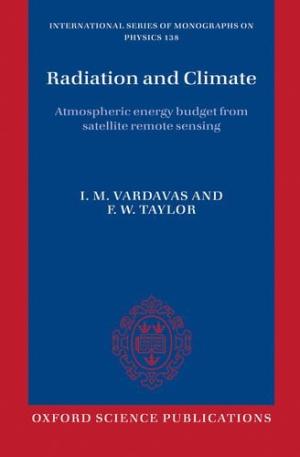 INTERNATIONAL SERIES OF MONOGRAPHS ON
PHYSICS 138
Radiation and Climate
Atmospheric energy budget from
satellite remote sensing
I. M. VARDAVAS AND
F. W. TAYLOR
OXFORD SCIENCE PUBLICATIONS